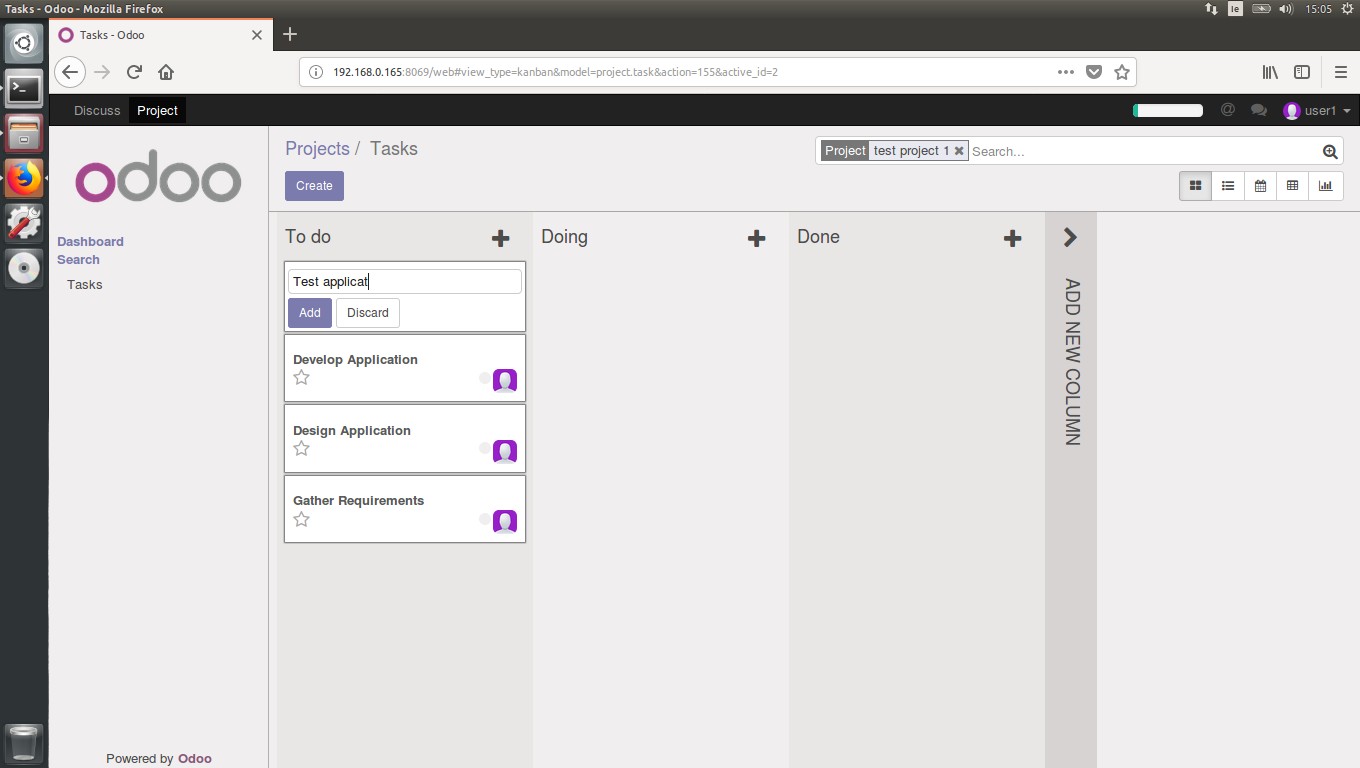 Tasks - Odoo - Mozilla Firefox
Ie
15:05
Tasks - Odoo
192.168.0.165:8069/web#view_type=kanban&model=project.task&action=155&active_id=2
Discuss
Project
@
user1
odoo
Dashboard
Search
Tasks
Powered by Odoo
Projects / Tasks
Project test project 1 Search...
Create
To do
Test applicat
Add
Discard
Develop Application
Design Application
Gather Requirements
Doing
Done
ADD NEW COLUMN